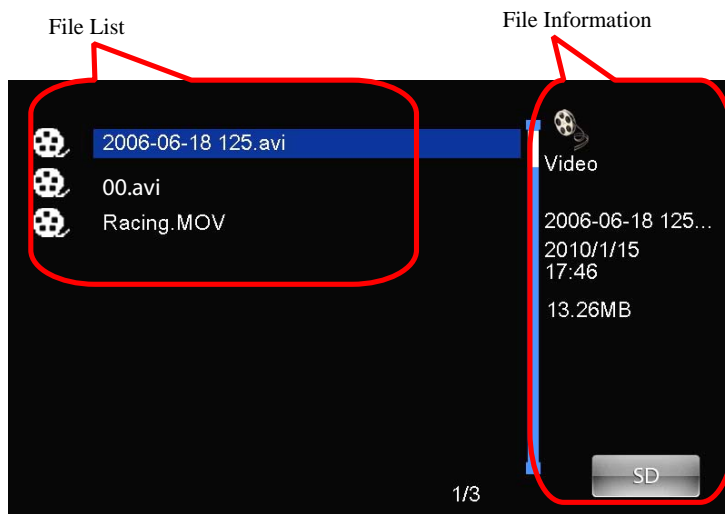 File List
File Information
2006-06-18 125.avi
00.avi
Racing.MOV
Video
2006-06-18 125...
2010/1/15
17:46
13.26MB
SD
1/3